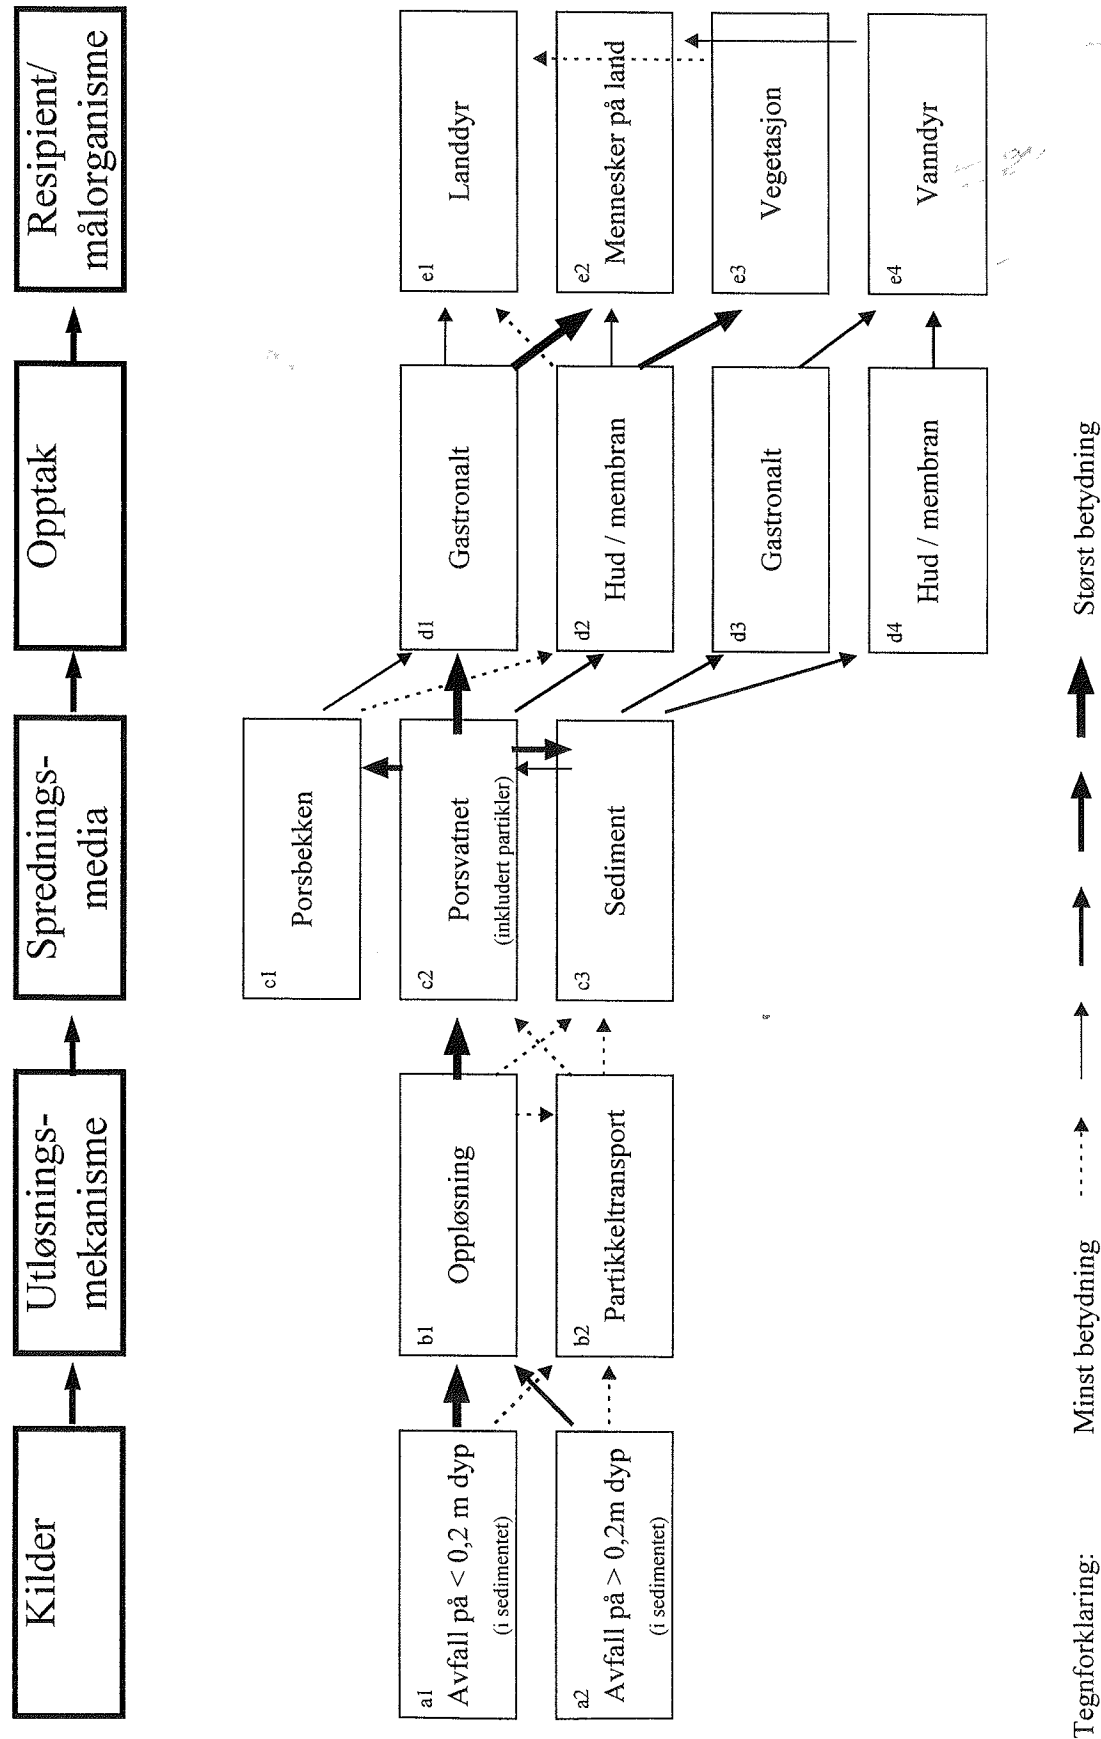 Kilder
Utløsnings-
mekanisme
Sprednings-
media
Opptak
Resipient/
målorganisme
a1
Avfall på < 0,2 m dyp
(i sedimentet)
a2
Avfall på > 0,2m dyp
(i sedimentet)
b1
Oppløsning
b2
Partikkeltransport
c1
Porsbekken
c2
Porsvatnet
(inkludert partikler)
c3
Sediment
d1
Gastronalt
d2
Hud / membran
d3
Gastronalt
d4
Hud / membran
e1
Landdyr
e2
Mennesker på land
e3
Vegetasjon
e4
Vanndyr
Tegnforklaring:
Minst betydning
Størst betydning